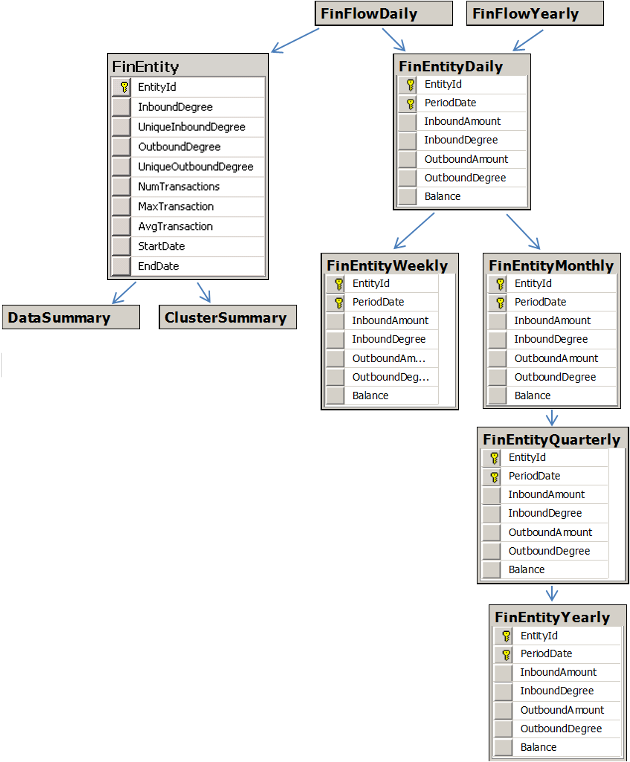 FinFlowDaily
FinFlowYearly
FinEntity
EntityId
InboundDegree
UniqueInboundDegree
OutboundDegree
UniqueOutboundDegree
NumTransactions
MaxTransaction
AvgTransaction
StartDate
EndDate
FinEntityDaily
EntityId
PeriodDate
InboundAmount
InboundDegree
OutboundAmount
OutboundDegree
Balance
DataSummary
ClusterSummary
FinEntityWeekly
EntityId
PeriodDate
InboundAmount
InboundDegree
OutboundAm...
OutboundDeg...
Balance
FinEntityMonthly
EntityId
PeriodDate
InboundAmount
InboundDegree
OutboundAmount
OutboundDegree
Balance
FinEntityQuarterly
EntityId
PeriodDate
InboundAmount
InboundDegree
OutboundAmount
OutboundDegree
Balance
FinEntityYearly
EntityId
PeriodDate
InboundAmount
InboundDegree
OutboundAmount
OutboundDegree
Balance